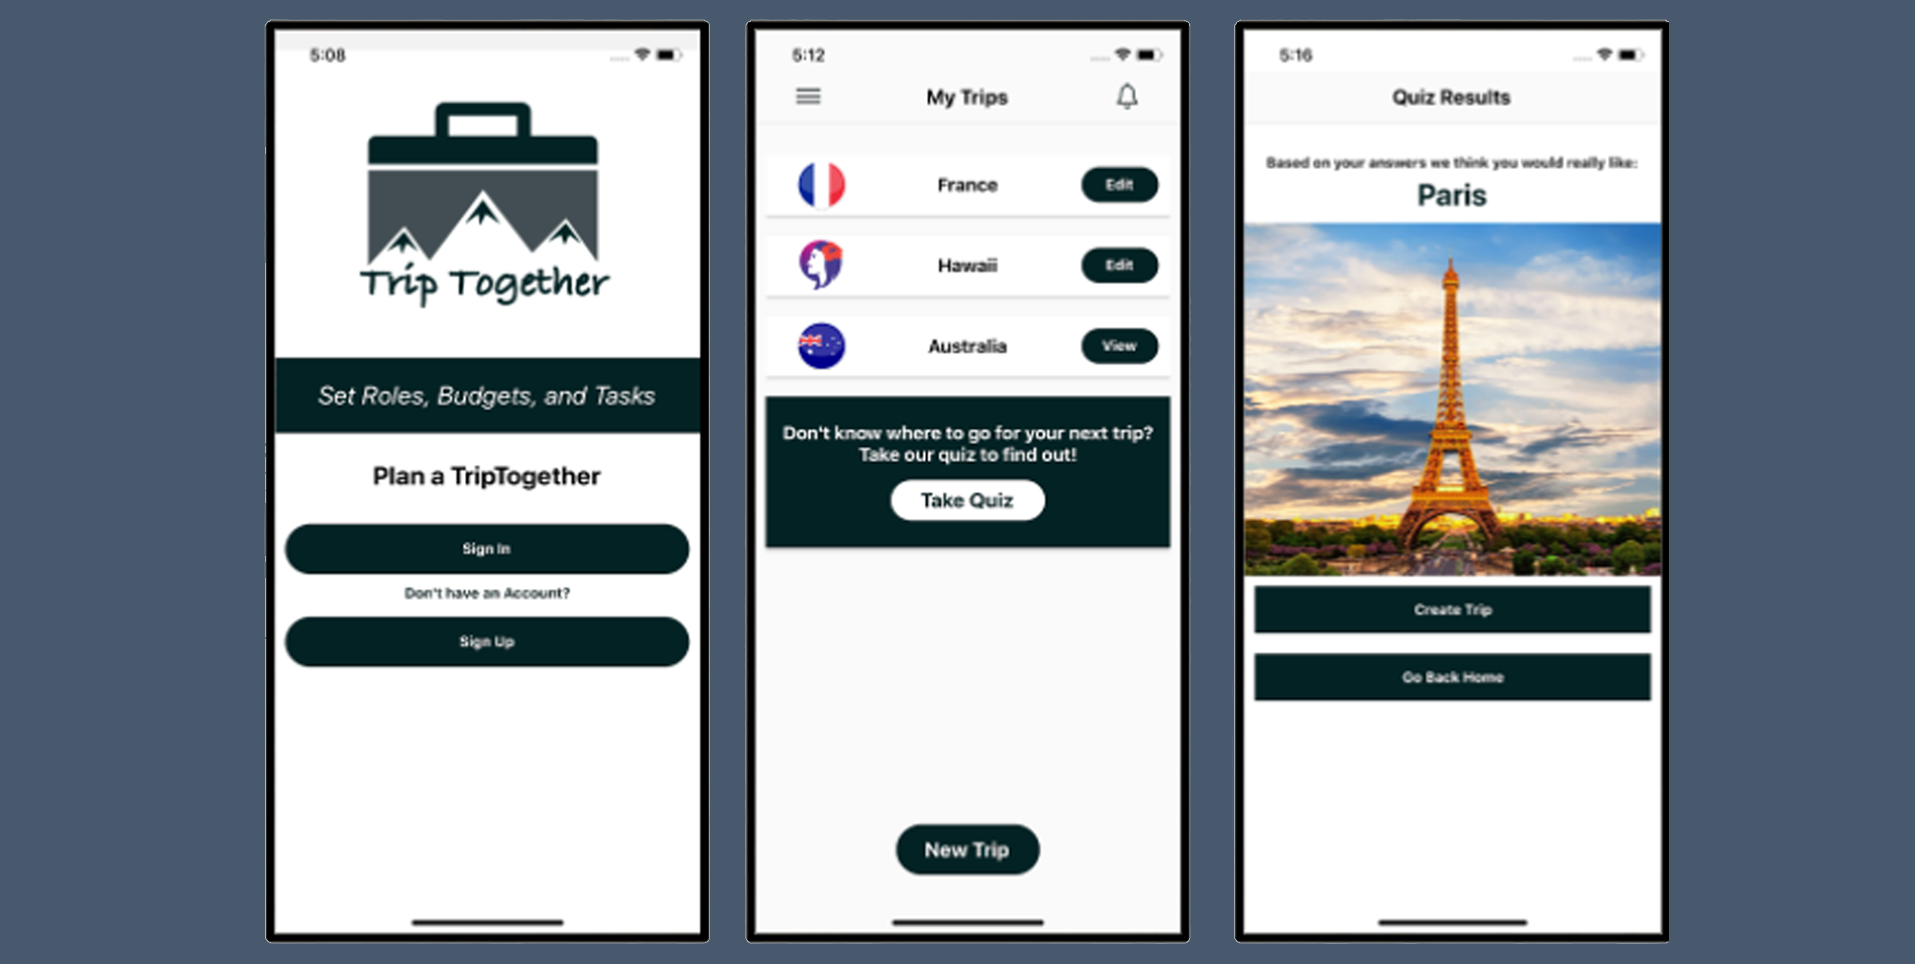 5:08
Trip Together
Set Roles, Budgets, and Tasks
Plan a TripTogether
Sign In
Don't have an Account?
Sign Up
5:12
My Trips
France
Edit
Hawaii
Edit
Australia
View
Don't know where to go for your next trip?
Take our quiz to find out!
Take Quiz
New Trip
5:16
Quiz Results
Based on your answers we think you would really like:
Paris
Create Trip
Go Back Home